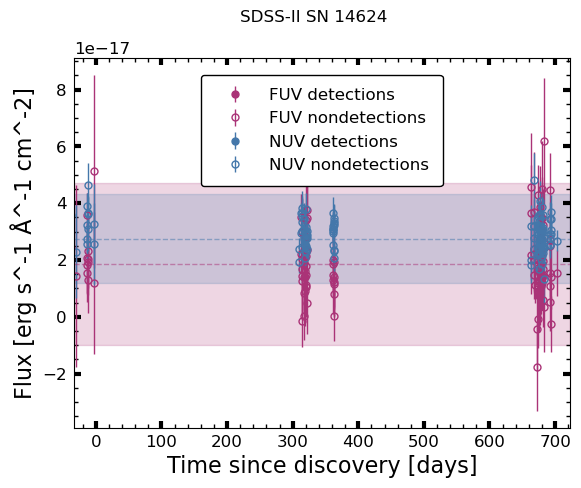 SDSS-II SN 14624
1e−17
FUV detections
FUV nondetections
NUV detections
NUV nondetections
8
6
4
2
0
−2
Flux [erg s^-1 Å^-1 cm^-2]
0 100 200 300 400 500 600 700
Time since discovery [days]